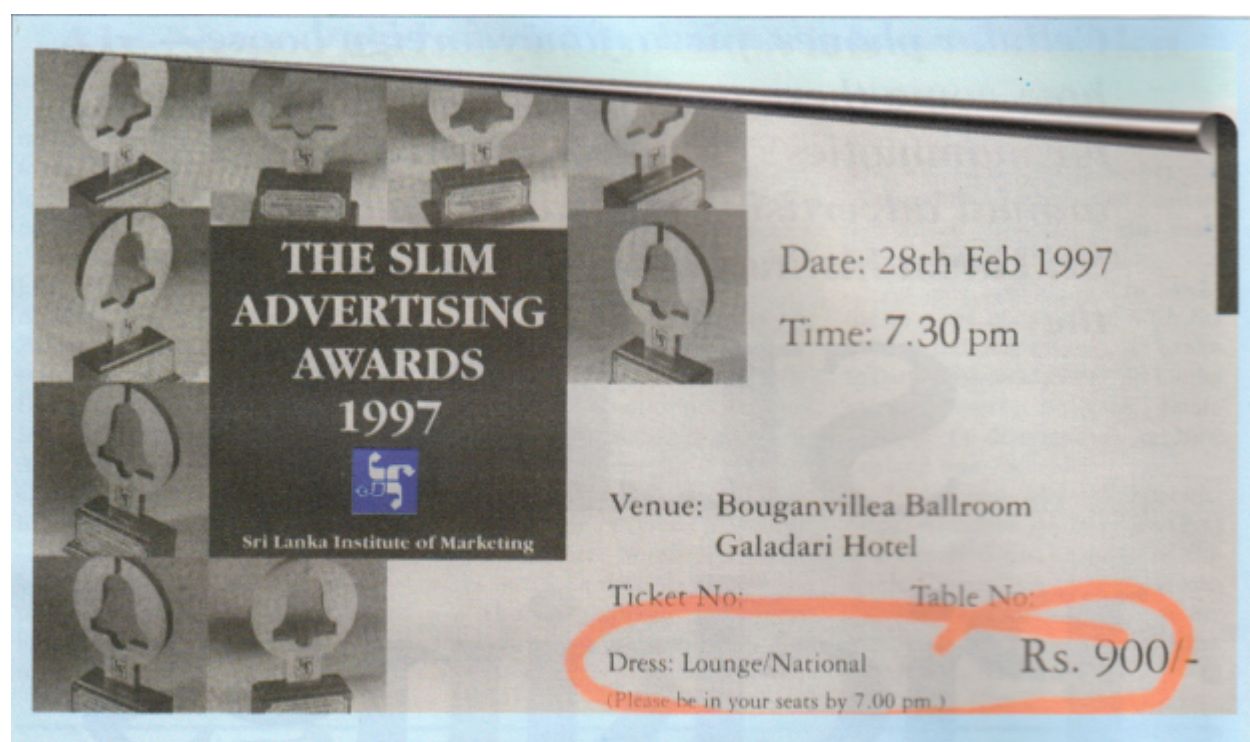 THE SLIM
ADVERTISING
AWARDS
1997
Sri Lanka Institute of Marketing
Date: 28th Feb 1997
Time: 7.30 pm
Venue: Bouganvillea Ballroom
Galadari Hotel
Ticket No: Table No:
Dress: Lounge/National Rs. 900/-
(Please be in your seats by 7.00 pm.)